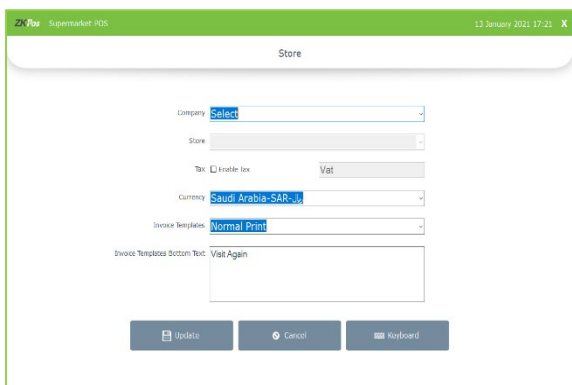 ZKPos Supermarket POS 13 January 2021 17:21 X
Store
Company Select
Store
Tax Enable Tax Vat
Currency Saudi Arabia-SAR-﷼
Invoice Templates Normal Print
Invoice Templates Bottom Text Visit Again
Update Cancel Keyboard